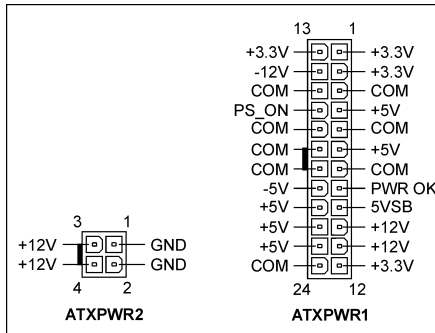 13 1
+3.3V +3.3V
-12V +3.3V
COM COM
PS_ON +5V
COM COM
COM +5V
COM COM
-5V PWR OK
+5V 5VSB
+5V +12V
+5V +12V
COM +3.3V
24 12
ATXPWR1
3 1
+12V GND
+12V GND
4 2
ATXPWR2